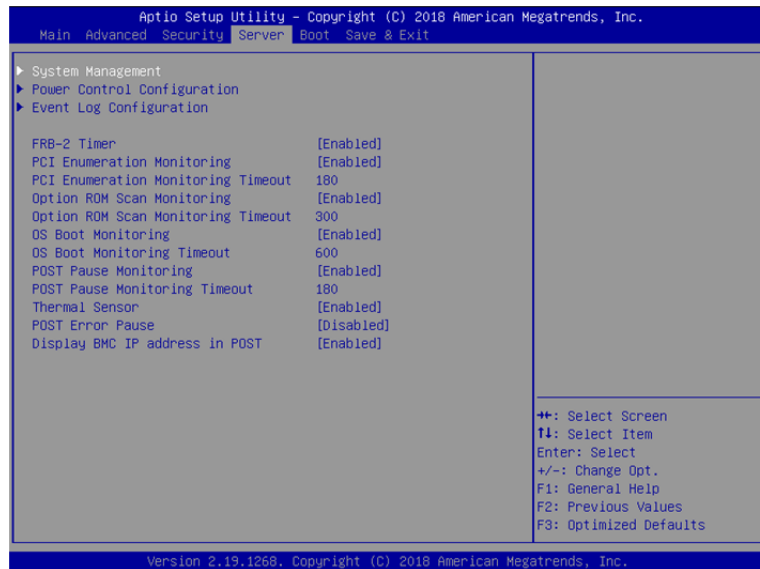 Aptio Setup Utility – Copyright (C) 2018 American Megatrends, Inc.
Main Advanced Security Server Boot Save & Exit
System Management
Power Control Configuration
Event Log Configuration
FRB-2 Timer [Enabled]
PCI Enumeration Monitoring [Enabled]
PCI Enumeration Monitoring Timeout 180
Option ROM Scan Monitoring [Enabled]
Option ROM Scan Monitoring Timeout 300
OS Boot Monitoring [Enabled]
OS Boot Monitoring Timeout 600
POST Pause Monitoring [Enabled]
POST Pause Monitoring Timeout 180
Thermal Sensor [Enabled]
POST Error Pause [Disabled]
Display BMC IP address in POST [Enabled]
→←: Select Screen
↑↓: Select Item
Enter: Select
+/-: Change Opt.
F1: General Help
F2: Previous Values
F3: Optimized Defaults
Version 2.19.1268. Copyright (C) 2018 American Megatrends, Inc.